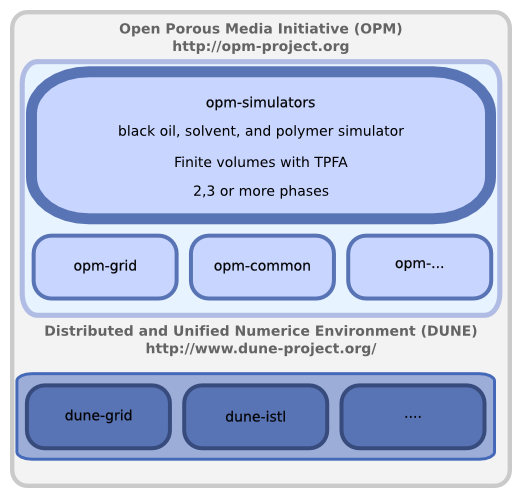 Open Porous Media Initiative (OPM)
http://opm-project.org
opm-simulators
black oil, solvent, and polymer simulator
Finite volumes with TPFA
2,3 or more phases
opm-grid
opm-common
opm-...
Distributed and Unified Numerice Environment (DUNE)
http://www.dune-project.org/
dune-grid
dune-istl
....